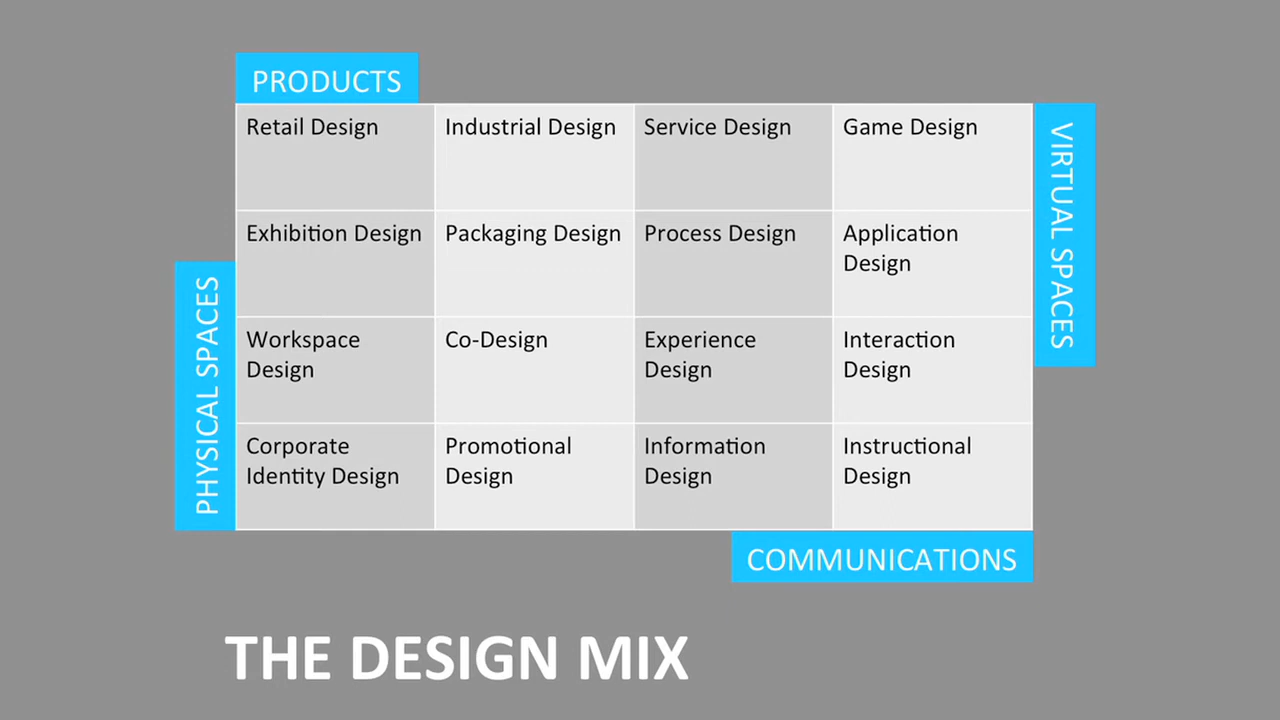 PRODUCTS
Retail Design
Industrial Design
Service Design
Game Design
VIRTUAL SPACES
Exhibition Design
Packaging Design
Process Design
Application
Design
PHYSICAL SPACES
Workspace
Design
Co-Design
Experience
Design
Interaction
Design
Corporate
Identity Design
Promotional
Design
Information
Design
Instructional
Design
COMMUNICATIONS
THE DESIGN MIX